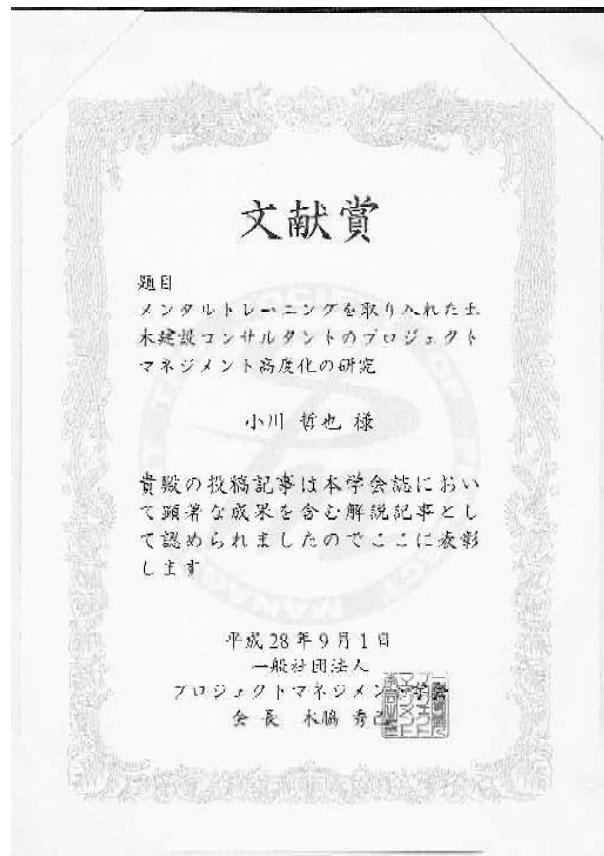 文献賞
題目
メンタルトレーニングを取り入れた土
木建設コンサルタントのプロジェクト
マネジメント高度化の研究
小川 哲也 様
貴殿の投稿記事は本学会誌におい
て顕著な成果を含む解説記事とし
て認められましたのでここに表彰
します
平成28年9月1日
一般社団法人
プロジェクトマネジメント学会
会長 木脇 秀己